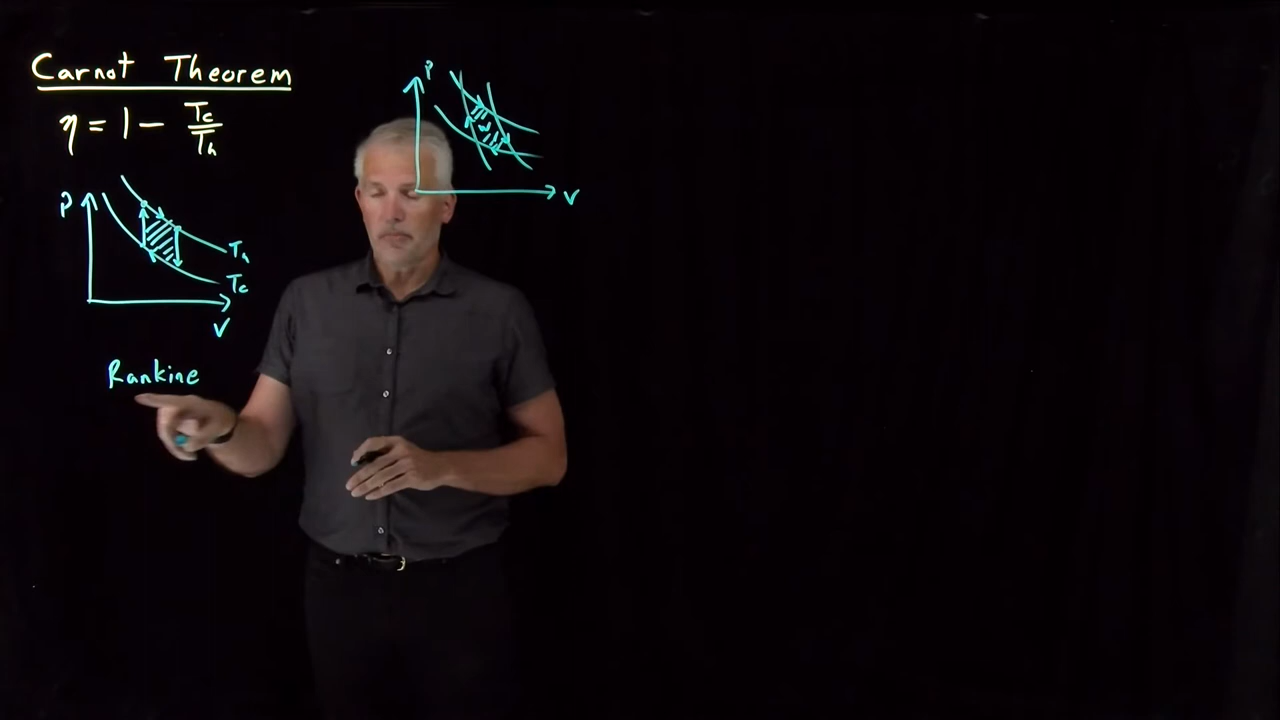 Carnot Theorem
η = 1 - Tc/Th
P
V
P
Th
Tc
V
Rankine